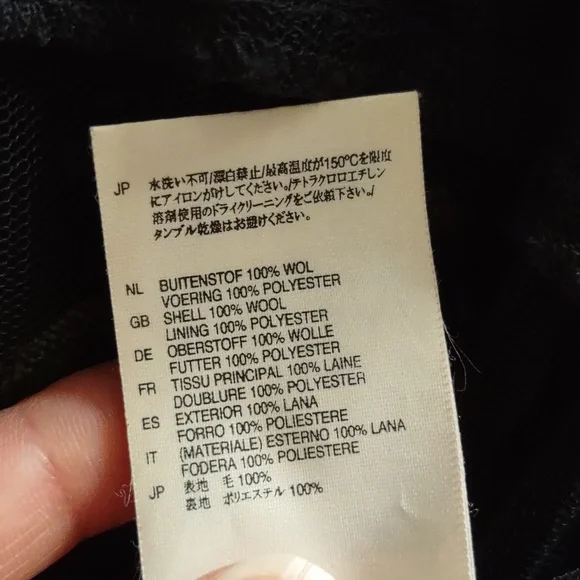 JP 水洗い不可/漂白禁止/最高温度が150℃を限度
にアイロンがけしてください。/テトラクロロエチレン
溶剤使用のドライクリーニングをご依頼下さい。/
タンブル乾燥はお避けください。
NL BUITENSTOF 100% WOL
VOERING 100% POLYESTER
GB SHELL 100% WOOL
LINING 100% POLYESTER
DE OBERSTOFF 100% WOLLE
FUTTER 100% POLYESTER
FR TISSU PRINCIPAL 100% LAINE
DOUBLURE 100% POLYESTER
ES EXTERIOR 100% LANA
FORRO 100% POLIESTERE
IT (MATERIALE) ESTERNO 100% LANA
FODERA 100% POLIESTERE
JP 表地 毛 100%
裏地 ポリエステル 100%